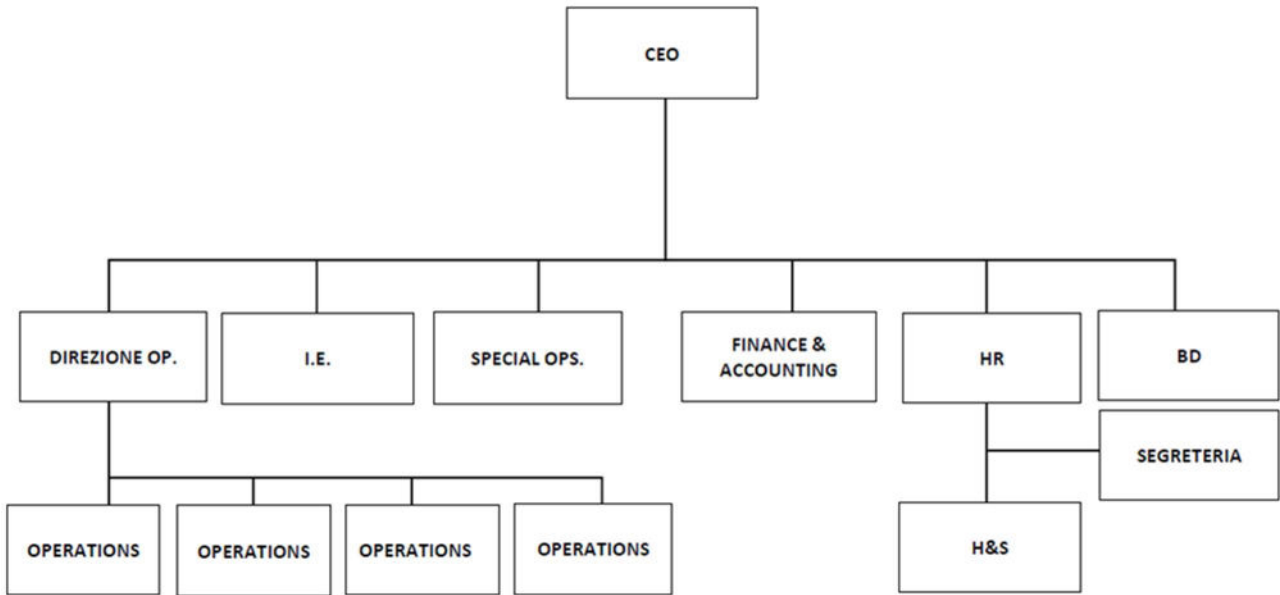 CEO
DIREZIONE OP.
I.E.
SPECIAL OPS.
FINANCE &
ACCOUNTING
HR
BD
SEGRETERIA
OPERATIONS
OPERATIONS
OPERATIONS
OPERATIONS
H&S